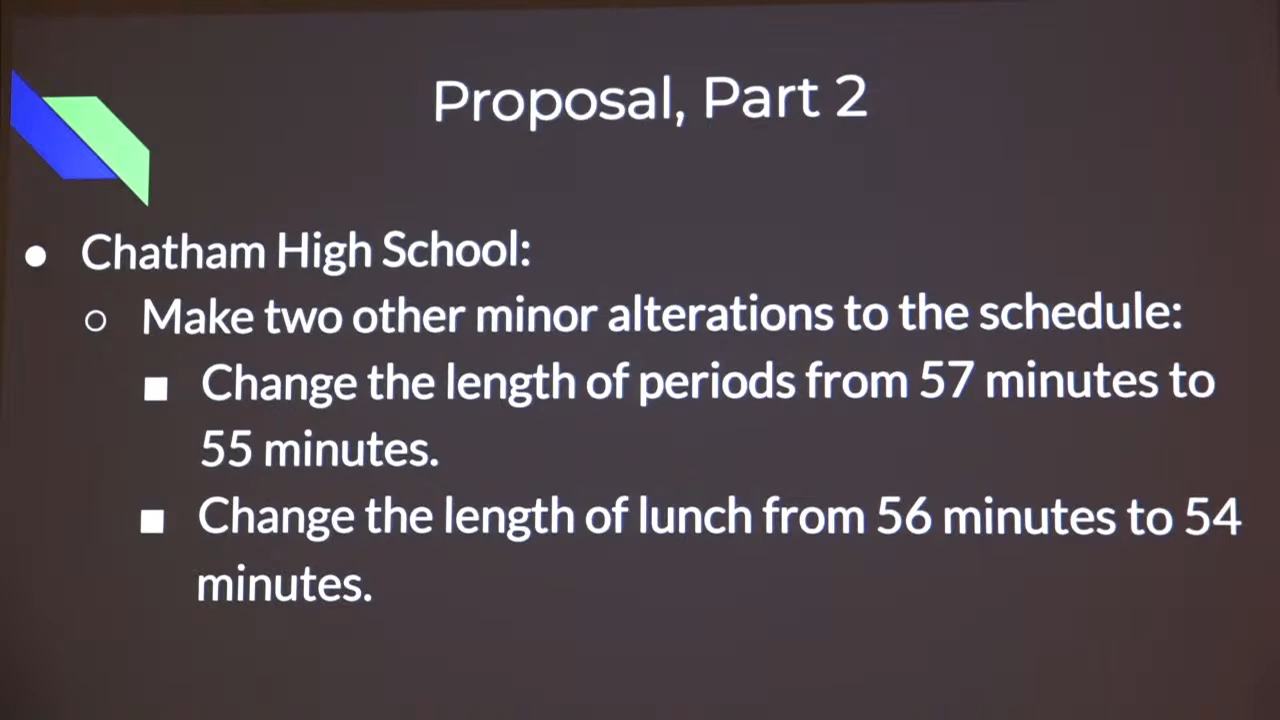 Proposal, Part 2
● Chatham High School:
○ Make two other minor alterations to the schedule:
■ Change the length of periods from 57 minutes to
55 minutes.
■ Change the length of lunch from 56 minutes to 54
minutes.